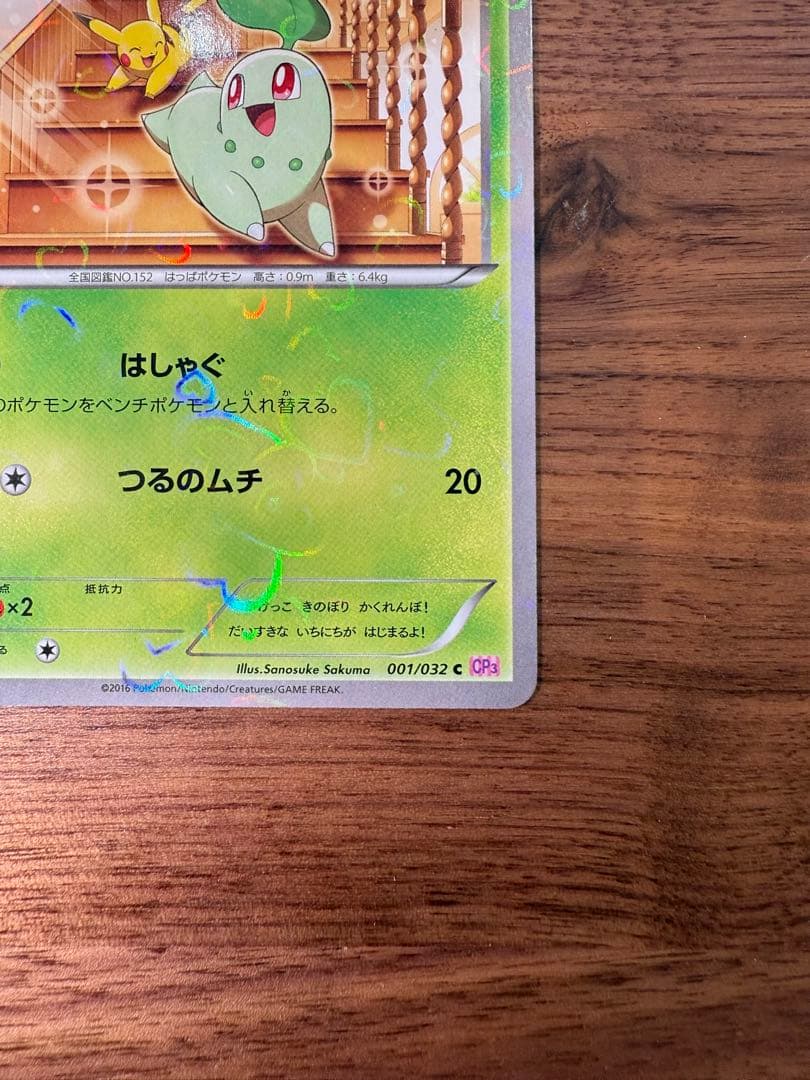 全国図鑑NO.152 はっぱポケモン 高さ：0.9m 重さ：6.4kg
はしゃぐ
ポケモンをベンチポケモンと入れ替える。
つるのムチ 20
抵抗力
×2
きのぼり かくれんぼ！
だいすきな いちにちが はじまるよ！
Illus.Sanosuke Sakuma 001/032 C CP3
©2016 Pokémon/Nintendo/Creatures/GAME FREAK.